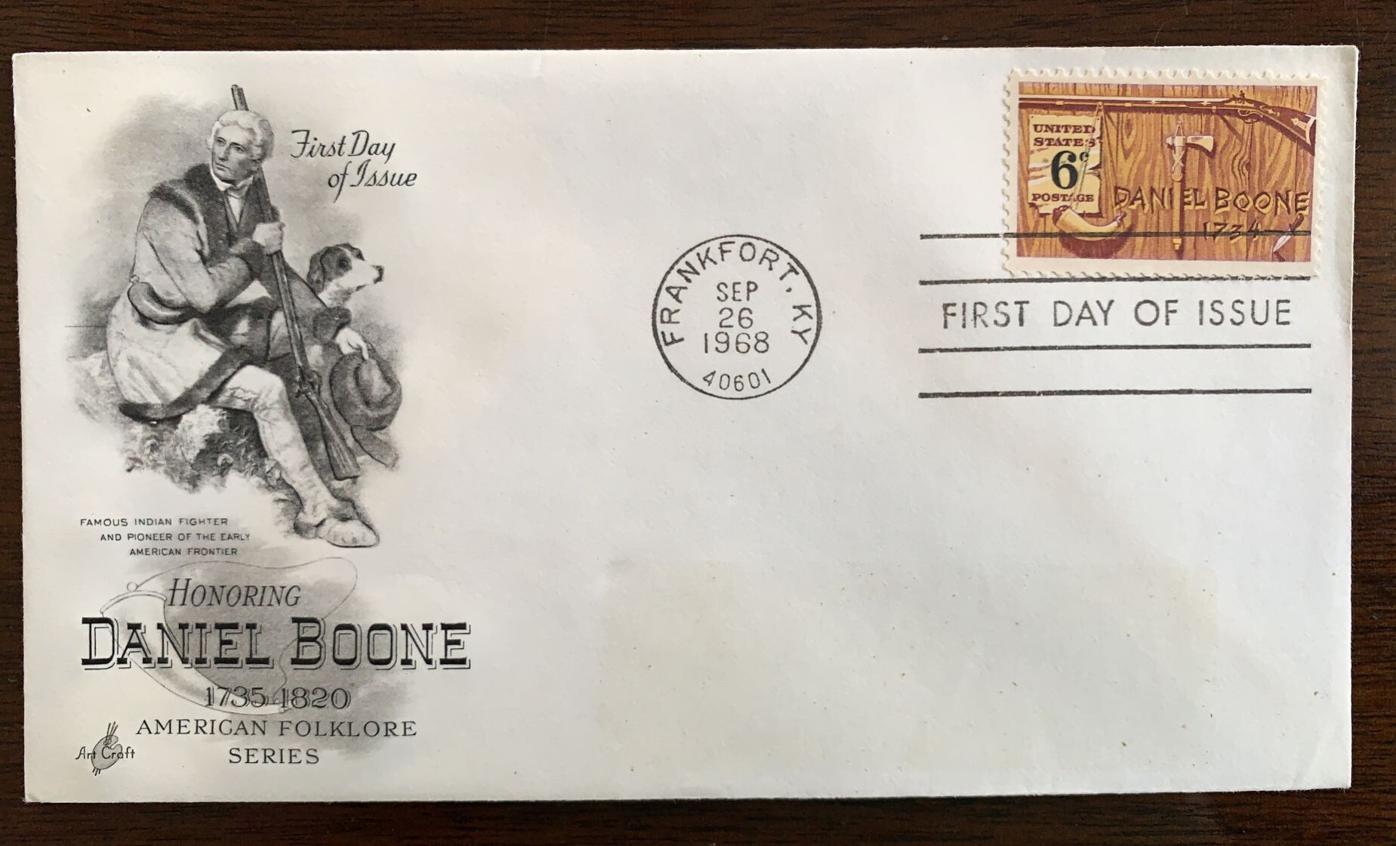 First Day
of Issue
UNITED
STATES
6c
POSTAGE
DANIEL BOONE
1734
FRANKFORT, KY
SEP
26
1968
40601
FIRST DAY OF ISSUE
FAMOUS INDIAN FIGHTER
AND PIONEER OF THE EARLY
AMERICAN FRONTIER
HONORING
DANIEL BOONE
1735-1820
AMERICAN FOLKLORE
SERIES
Art Craft